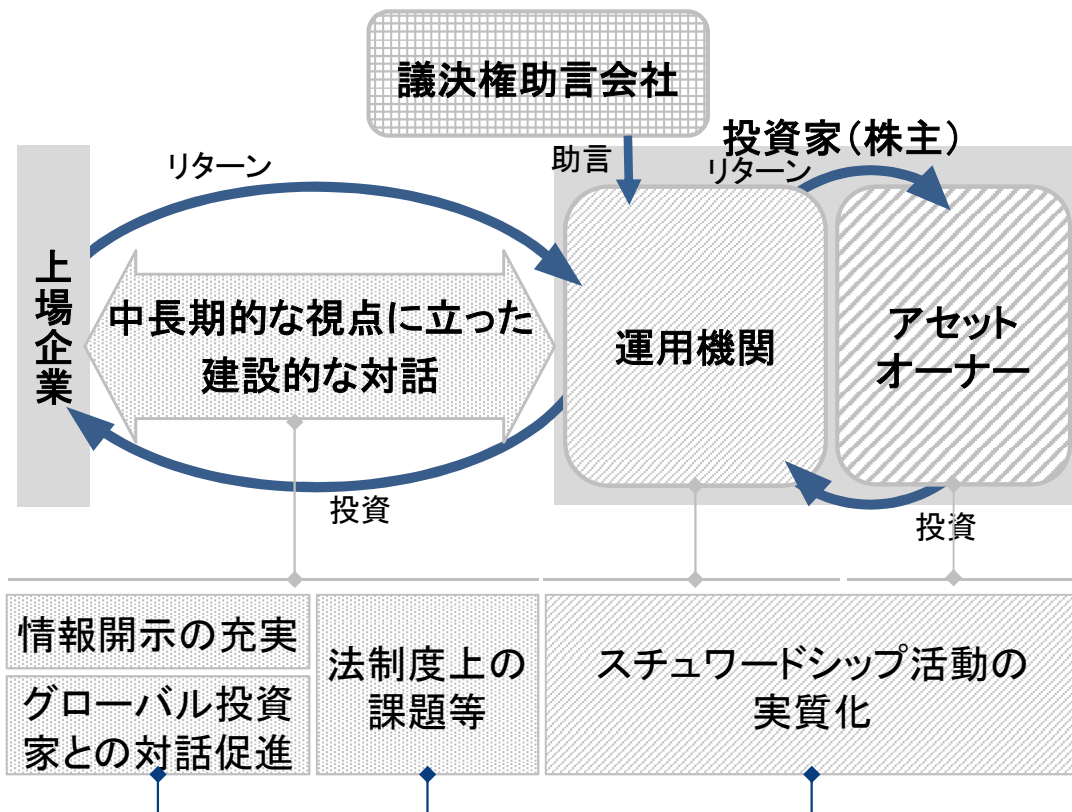 議決権助言会社
助言
投資家（株主）
リターン
リターン
上場企業
中長期的な視点に立った
建設的な対話
運用機関
アセット
オーナー
投資
投資
情報開示の充実
グローバル投資
家との対話促進
法制度上の
課題等
スチュワードシップ活動の
実質化